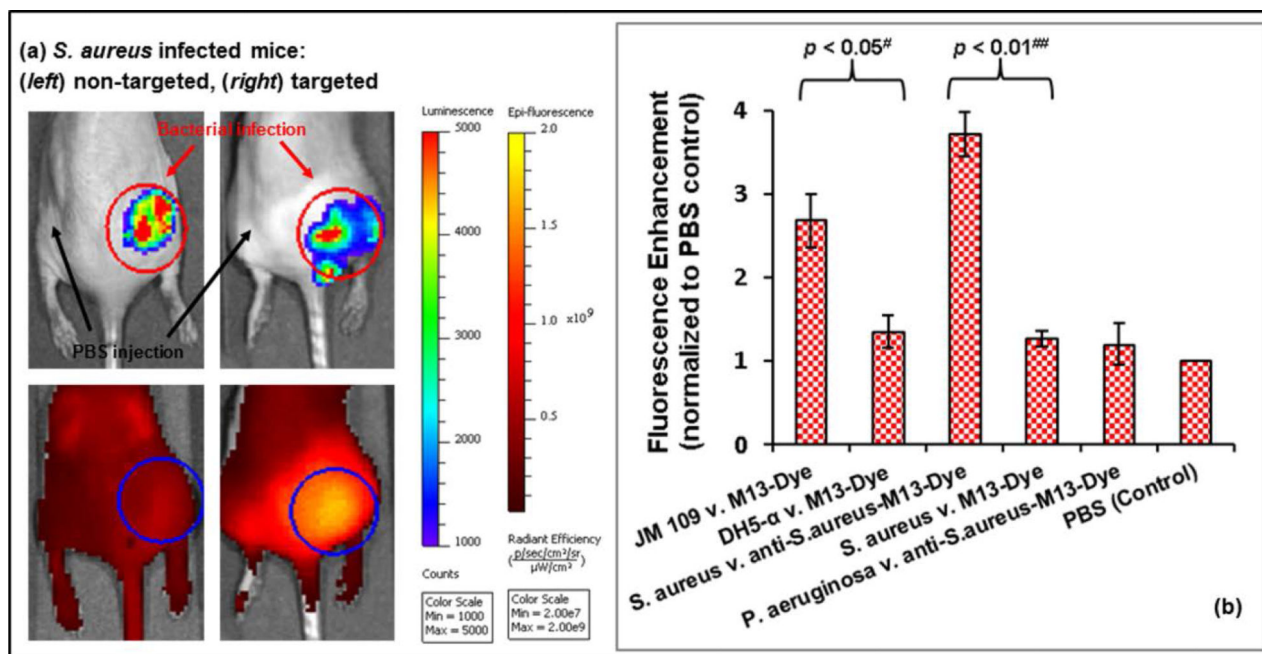 (a) S. aureus infected mice:
(left) non-targeted, (right) targeted
Bacterial infection
PBS injection
Luminescence
5000
4000
3000
2000
1000
Counts
Color Scale
Min = 1000
Max = 5000
Epi-fluorescence
2.0
1.5
1.0 x10⁹
0.5
Radiant Efficiency
(p/sec/cm²/sr
µW/cm²)
Color Scale
Min = 2.00e7
Max = 2.00e9
p < 0.05#
p < 0.01##
Fluorescence Enhancement
(normalized to PBS control)
4
3
2
1
0
JM 109 v. M13-Dye
DH5-α v. M13-Dye
S. aureus v. anti-S.aureus-M13-Dye
S. aureus v. M13-Dye
P. aeruginosa v. anti-S.aureus-M13-Dye
PBS (Control)
(b)